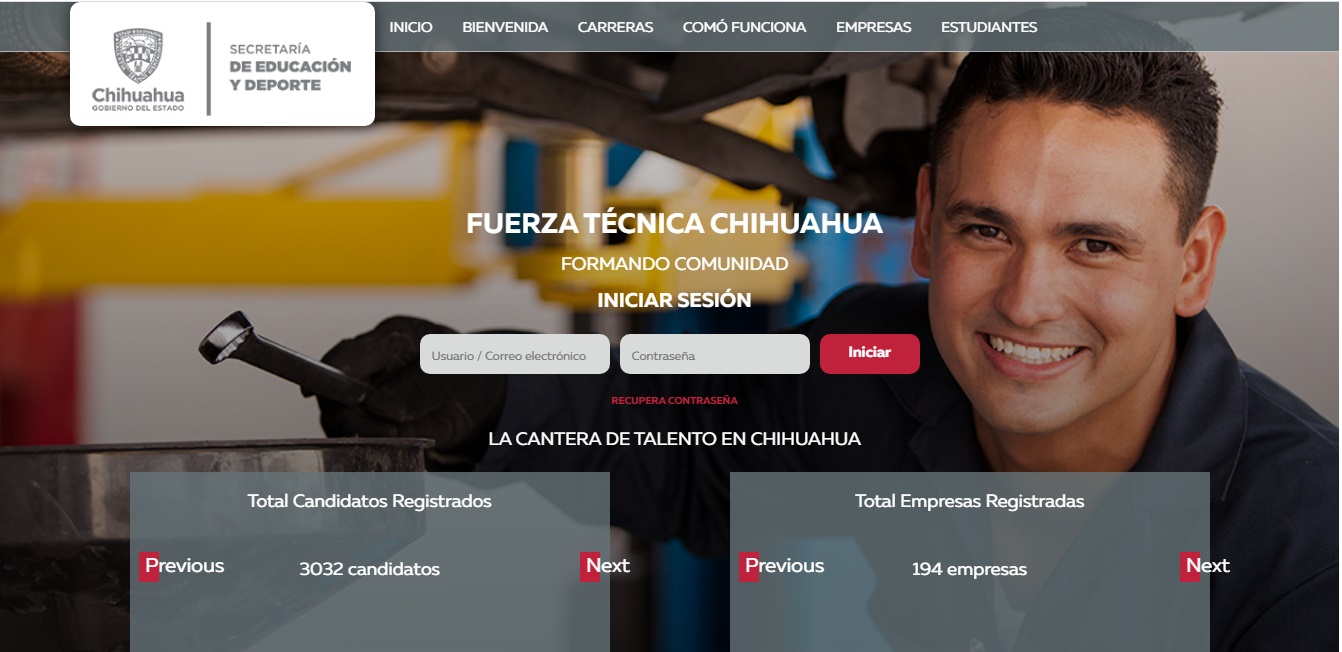 Chihuahua
GOBIERNO DEL ESTADO
SECRETARÍA
DE EDUCACIÓN
Y DEPORTE
INICIO BIENVENIDA CARRERAS COMÓ FUNCIONA EMPRESAS ESTUDIANTES
FUERZA TÉCNICA CHIHUAHUA
FORMANDO COMUNIDAD
INICIAR SESIÓN
Usuario / Correo electrónico Contraseña Iniciar
RECUPERA CONTRASEÑA
LA CANTERA DE TALENTO EN CHIHUAHUA
Total Candidatos Registrados
Previous 3032 candidatos Next
Total Empresas Registradas
Previous 194 empresas Next